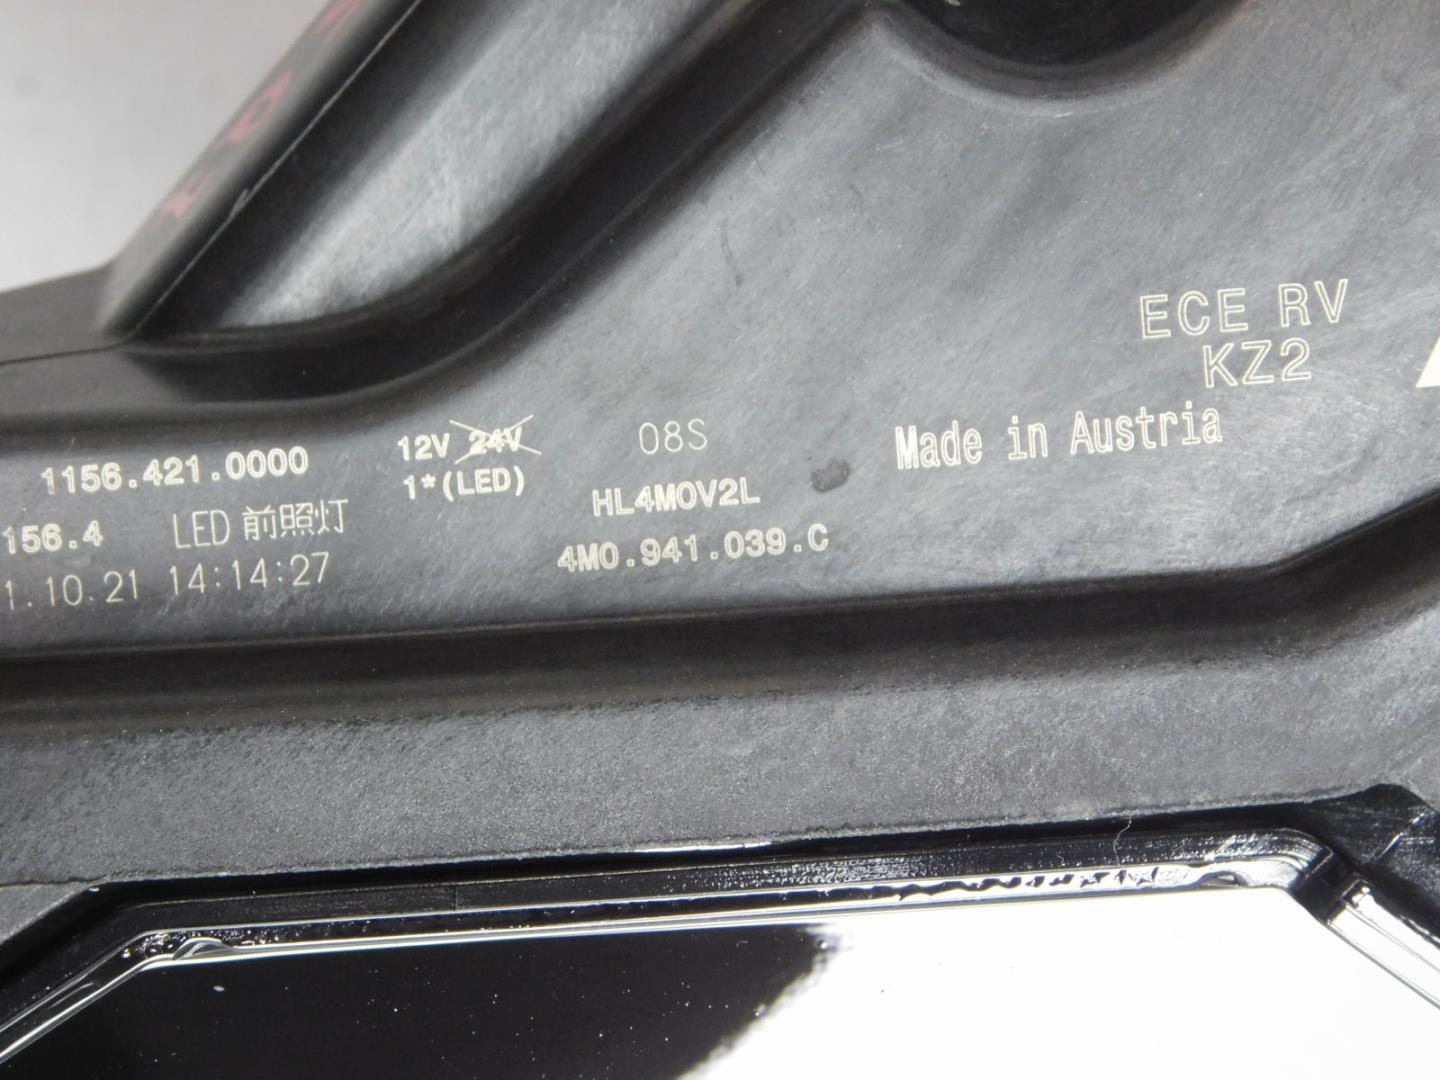 ECE RV
KZ2
Made in Austria
1156.421.0000
12V 24V
08S
1*(LED)
HL4M0V2L
156.4
LED 前照灯
4M0.941.039.C
1.10.21 14:14:27